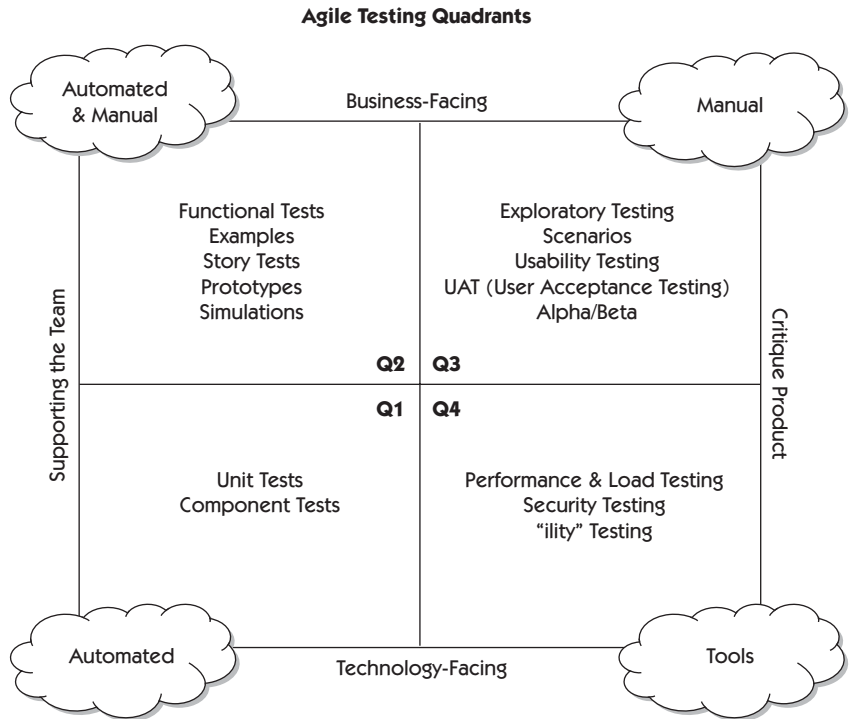 Agile Testing Quadrants
Automated
& Manual
Business-Facing
Manual
Functional Tests
Examples
Story Tests
Prototypes
Simulations
Exploratory Testing
Scenarios
Usability Testing
UAT (User Acceptance Testing)
Alpha/Beta
Supporting the Team
Critique Product
Q2
Q3
Q1
Q4
Unit Tests
Component Tests
Performance & Load Testing
Security Testing
“ility” Testing
Automated
Technology-Facing
Tools